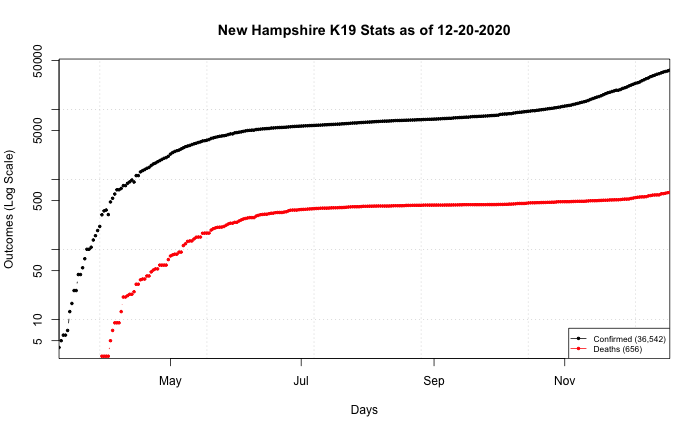 New Hampshire K19 Stats as of 12-20-2020
Outcomes (Log Scale)
50000
5000
500
50
10
5
May
Jul
Sep
Nov
Days
Confirmed (36,542)
Deaths (656)